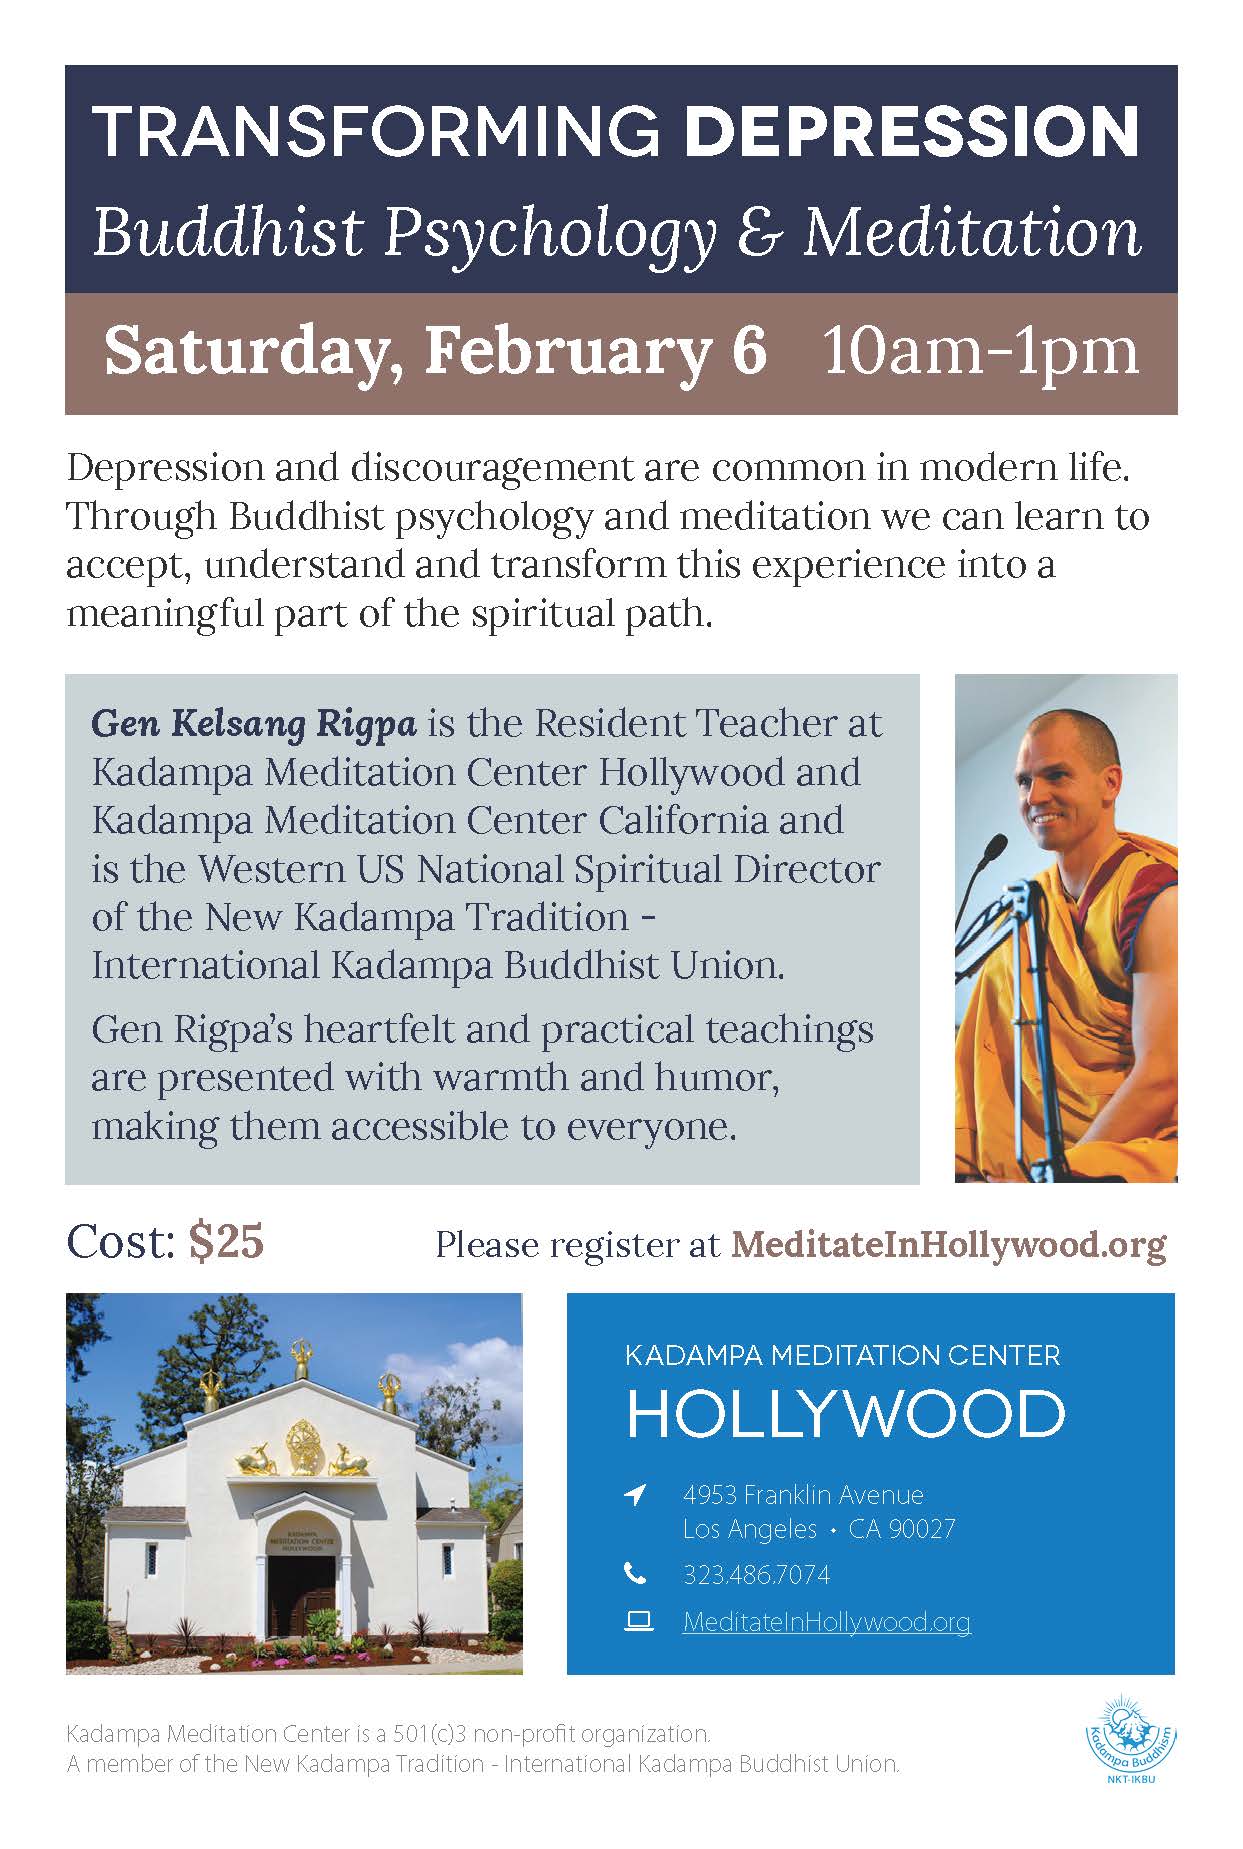 TRANSFORMING DEPRESSION
Buddhist Psychology & Meditation
Saturday, February 6 10am-1pm
Depression and discouragement are common in modern life.
Through Buddhist psychology and meditation we can learn to
accept, understand and transform this experience into a
meaningful part of the spiritual path.
Gen Kelsang Rigpa is the Resident Teacher at
Kadampa Meditation Center Hollywood and
Kadampa Meditation Center California and
is the Western US National Spiritual Director
of the New Kadampa Tradition -
International Kadampa Buddhist Union.
Gen Rigpa's heartfelt and practical teachings
are presented with warmth and humor,
making them accessible to everyone.
Cost: $25
Please register at MeditateInHollywood.org
KADAMPA
MEDITATION CENTER
HOLLYWOOD
KADAMPA MEDITATION CENTER
HOLLYWOOD
4953 Franklin Avenue
Los Angeles • CA 90027
323.486.7074
MeditateInHollywood.org
Kadampa Meditation Center is a 501(c)3 non-profit organization.
A member of the New Kadampa Tradition - International Kadampa Buddhist Union.
Kadampa Buddhism
NKT-IKBU